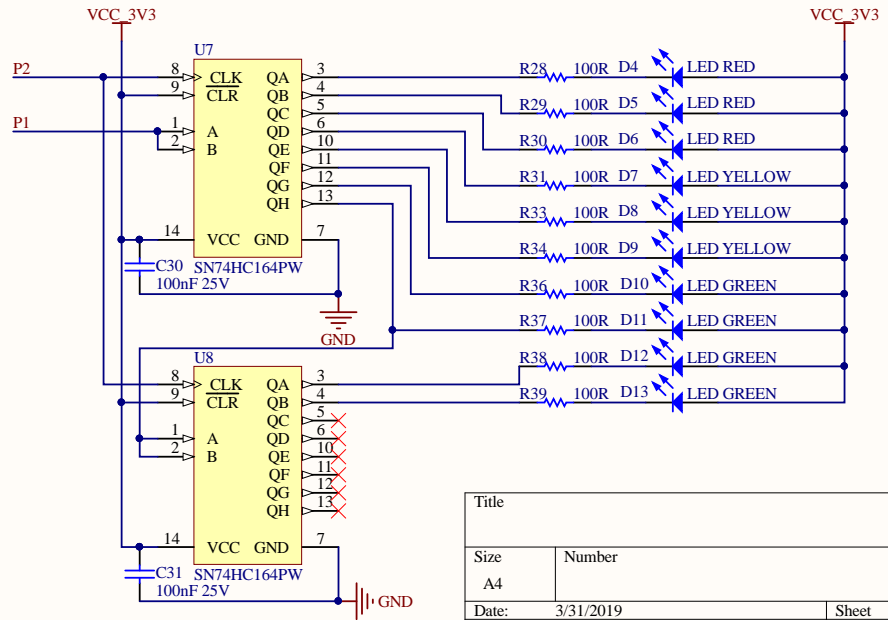 VCC_3V3 VCC_3V3
U7
P2 8 CLK QA 3 R28 100R D4 LED RED
9 CLR QB 4
QC 5 R29 100R D5 LED RED
P1 1 A QD 6
2 B QE 10 R30 100R D6 LED RED
QF 11
QG 12 R31 100R D7 LED YELLOW
QH 13
R33 100R D8 LED YELLOW
14 VCC GND 7
SN74HC164PW R34 100R D9 LED YELLOW
C30
100nF 25V R36 100R D10 LED GREEN
R37 100R D11 LED GREEN
GND
U8 R38 100R D12 LED GREEN
8 CLK QA 3
9 CLR QB 4 R39 100R D13 LED GREEN
QC 5
1 A QD 6
2 B QE 10
QF 11
QG 12
QH 13
Title
14 VCC GND 7
Size Number
SN74HC164PW
C31
100nF 25V
A4
GND
Date: 3/31/2019 Sheet